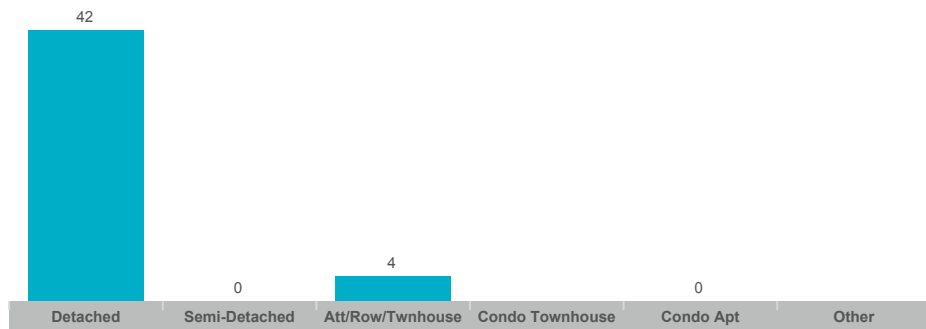 42
0
4
0
Detached
Semi-Detached
Att/Row/Twnhouse
Condo Townhouse
Condo Apt
Other